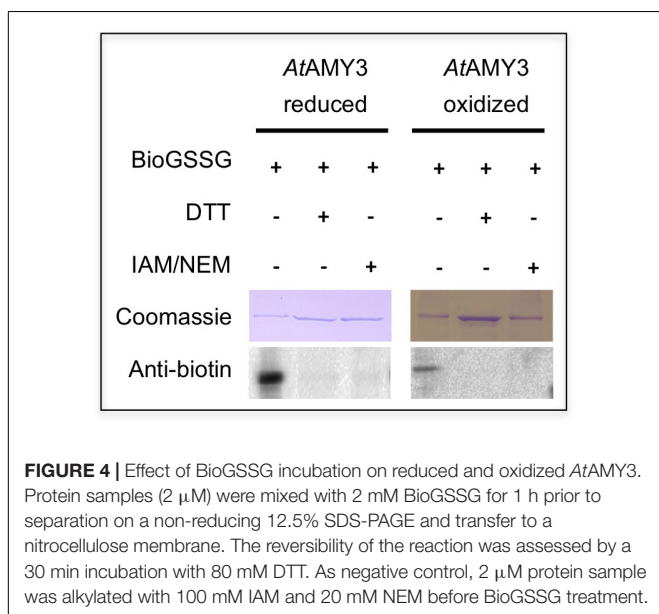 AtAMY3 AtAMY3
reduced oxidized
BioGSSG + + + + + +
DTT - + - - + -
IAM/NEM - - + - - +
Coomassie
Anti-biotin
FIGURE 4 | Effect of BioGSSG incubation on reduced and oxidized AtAMY3.
Protein samples (2 μM) were mixed with 2 mM BioGSSG for 1 h prior to
separation on a non-reducing 12.5% SDS-PAGE and transfer to a
nitrocellulose membrane. The reversibility of the reaction was assessed by a
30 min incubation with 80 mM DTT. As negative control, 2 μM protein sample
was alkylated with 100 mM IAM and 20 mM NEM before BioGSSG treatment.